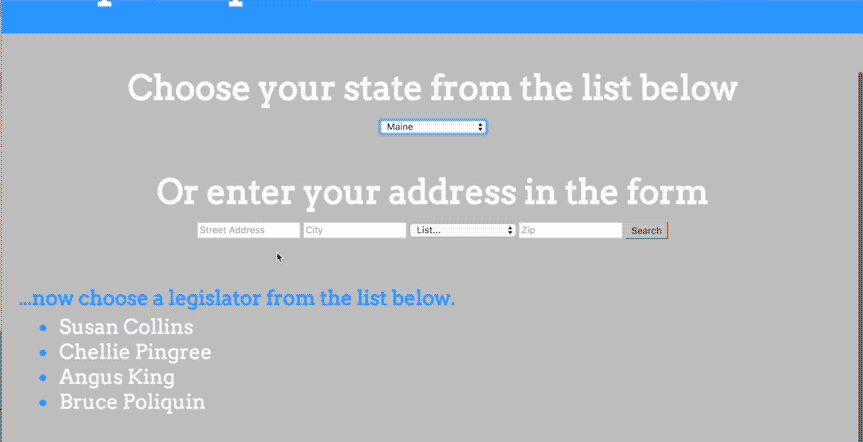 Choose your state from the list below
Maine
Or enter your address in the form
Street Address City List... Zip Search
...now choose a legislator from the list below.
Susan Collins
Chellie Pingree
Angus King
Bruce Poliquin